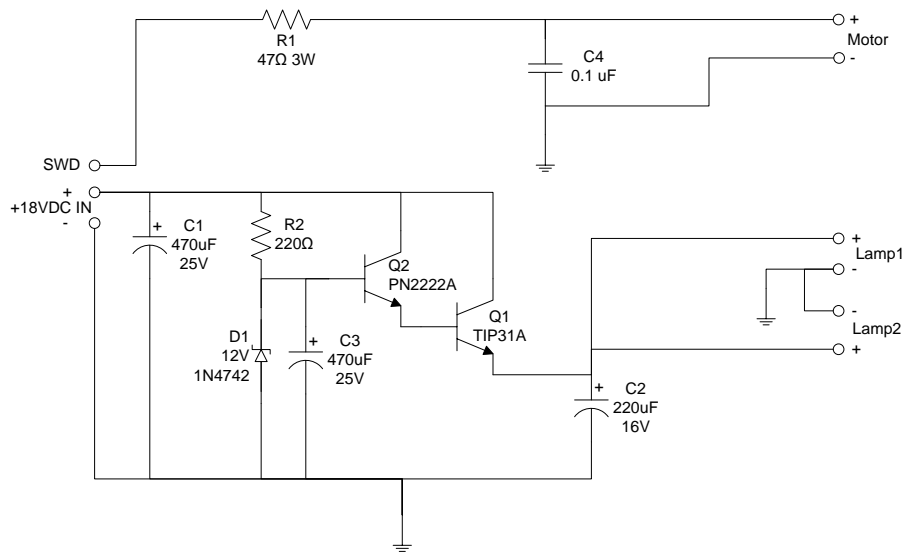 R1
47Ω 3W
C4
0.1 uF
+
Motor
-
SWD
+
+18VDC IN
-
+
C1
470uF
25V
R2
220Ω
Q2
PN2222A
Q1
TIP31A
D1
12V
1N4742
+
C3
470uF
25V
+
Lamp1
-
-
Lamp2
+
+
C2
220uF
16V